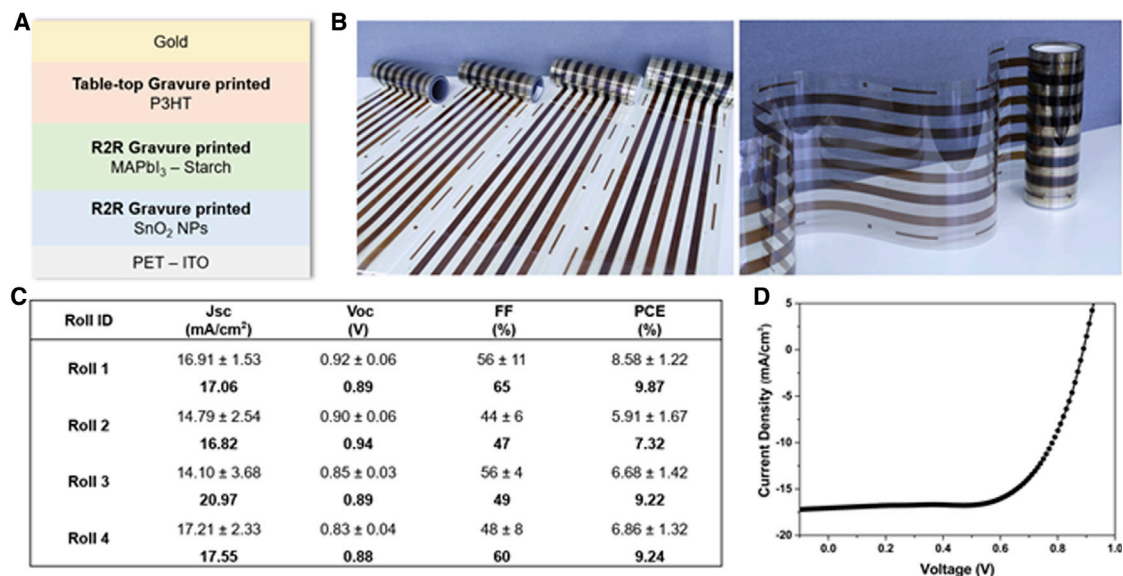 A
Gold
Table-top Gravure printed
P3HT
R2R Gravure printed
MAPbI₃ – Starch
R2R Gravure printed
SnO₂ NPs
PET – ITO
B
C
Roll ID Jsc (mA/cm²) Voc (V) FF (%) PCE (%)
Roll 1 16.91 ± 1.53 0.92 ± 0.06 56 ± 11 8.58 ± 1.22
17.06 0.89 65 9.87
Roll 2 14.79 ± 2.54 0.90 ± 0.06 44 ± 6 5.91 ± 1.67
16.82 0.94 47 7.32
Roll 3 14.10 ± 3.68 0.85 ± 0.03 56 ± 4 6.68 ± 1.42
20.97 0.89 49 9.22
Roll 4 17.21 ± 2.33 0.83 ± 0.04 48 ± 8 6.86 ± 1.32
17.55 0.88 60 9.24
D
Current Density (mA/cm²)
5
0
-5
-10
-15
-20
0.0 0.2 0.4 0.6 0.8 1.0
Voltage (V)